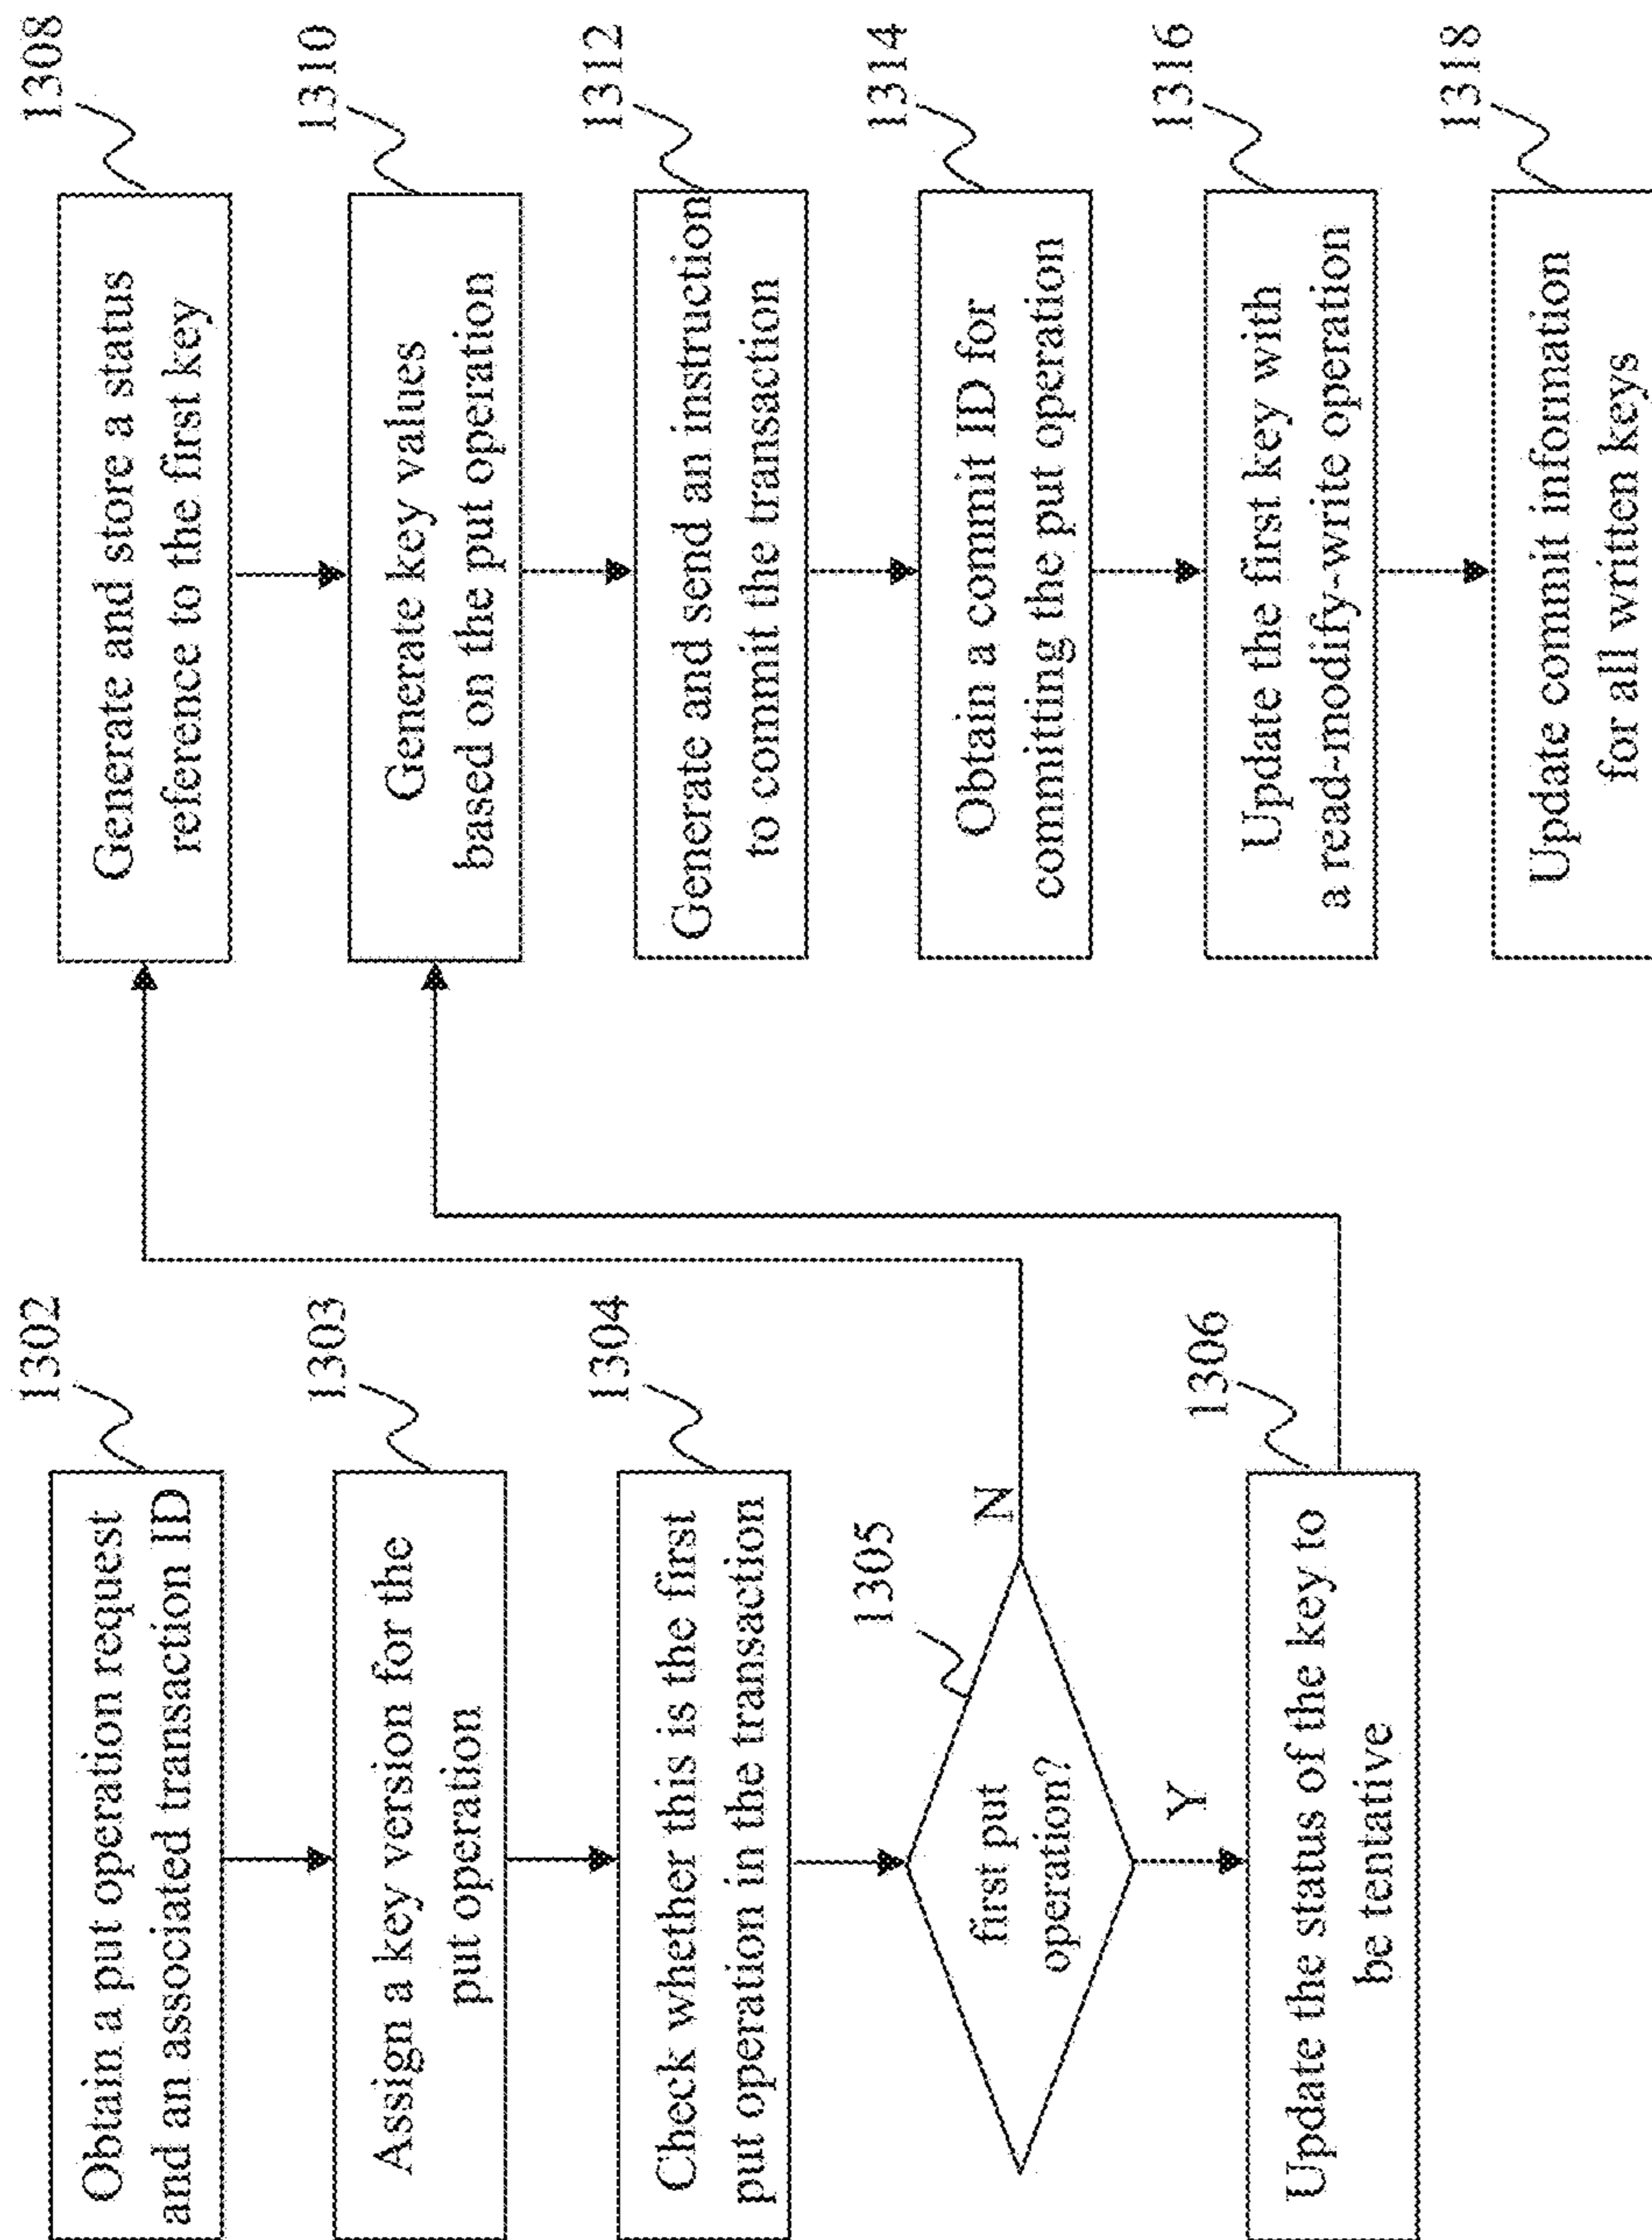 1302
Obtain a put operation request
and an associated transaction ID
1303
Assign a key version for the
put operation
1304
Check whether this is the first
put operation in the transaction
1305
first put
operation?
N
Y
1306
Update the status of the key to
be tentative
1308
Generate and store a status
reference to the first key
1310
Generate key values
based on the put operation
1312
Generate and send an instruction
to commit the transaction
1314
Obtain a commit ID for
committing the put operation
1316
Update the first key with
a read-modify-write operation
1318
Update commit information
for all written keys